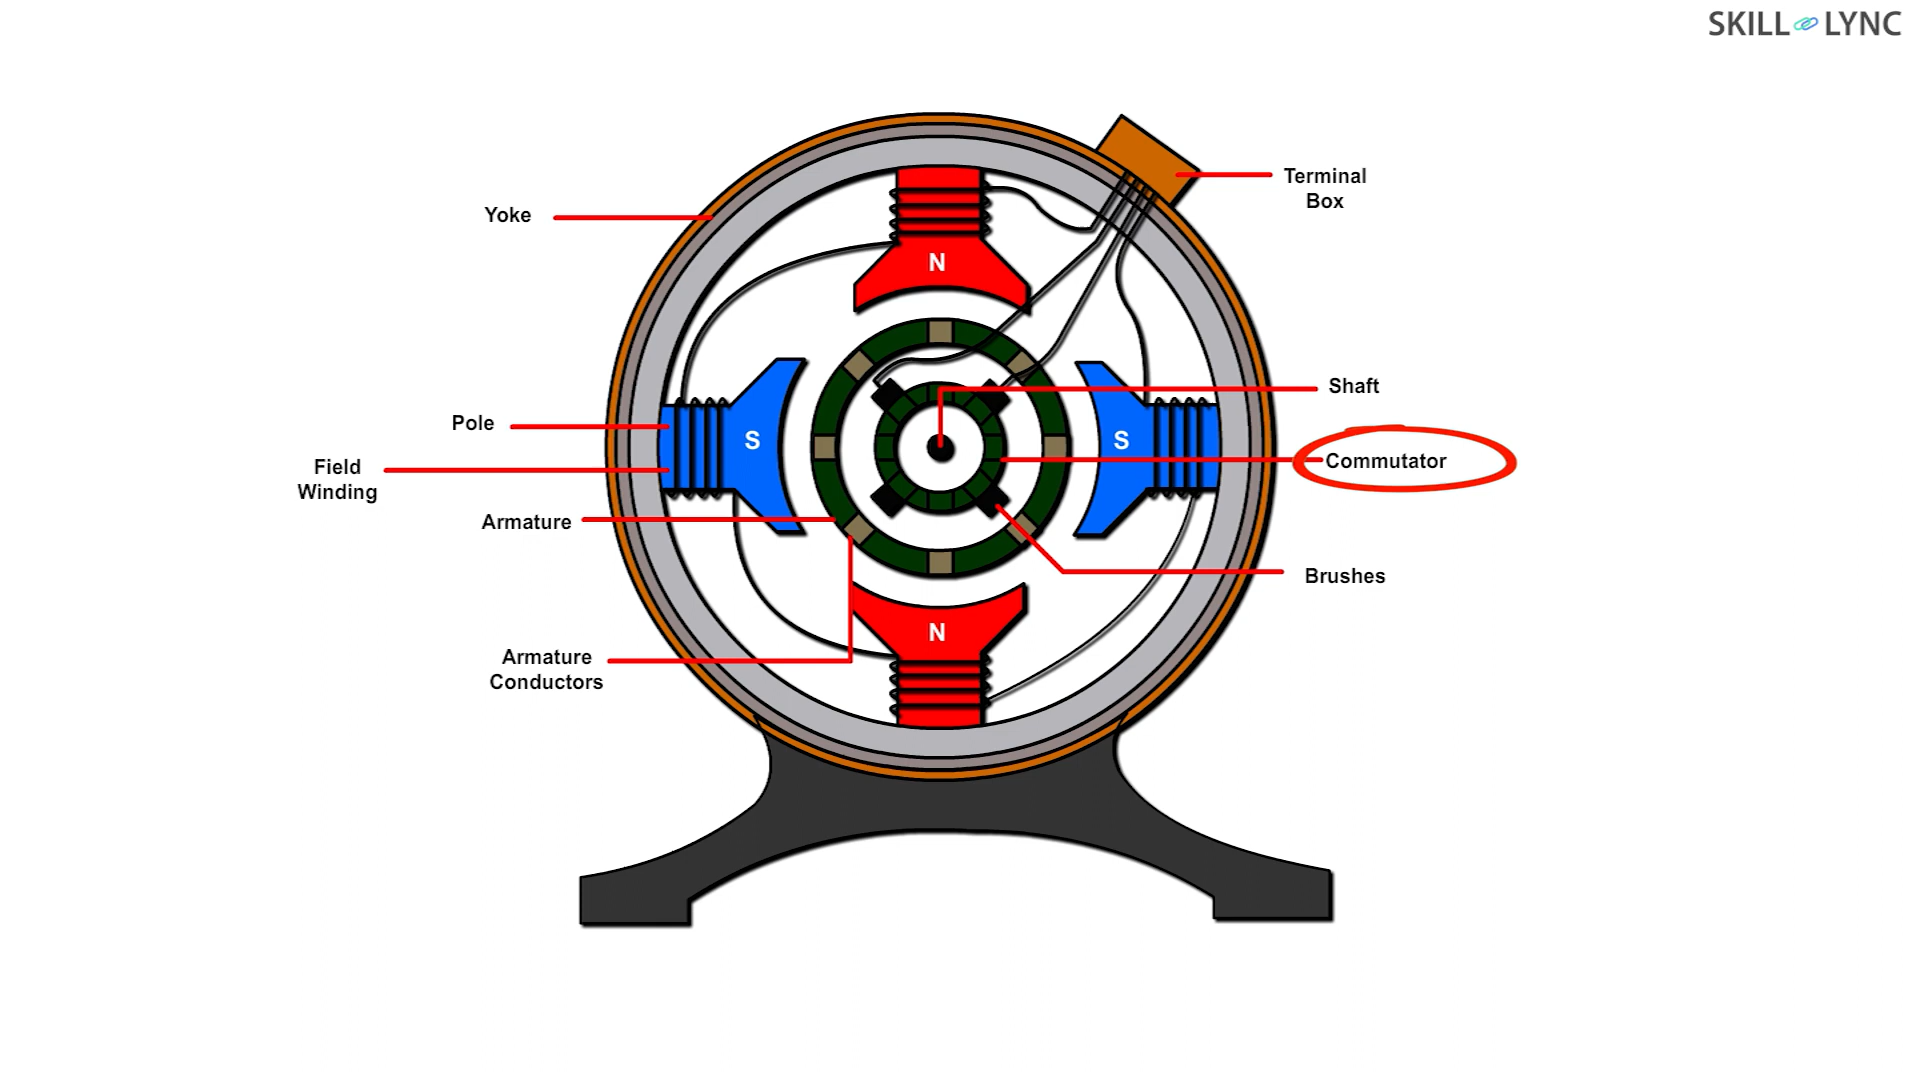 SKILL LYNC
Terminal
Box
Yoke
N
Shaft
Pole
S
S
Commutator
Field
Winding
Armature
Brushes
N
Armature
Conductors